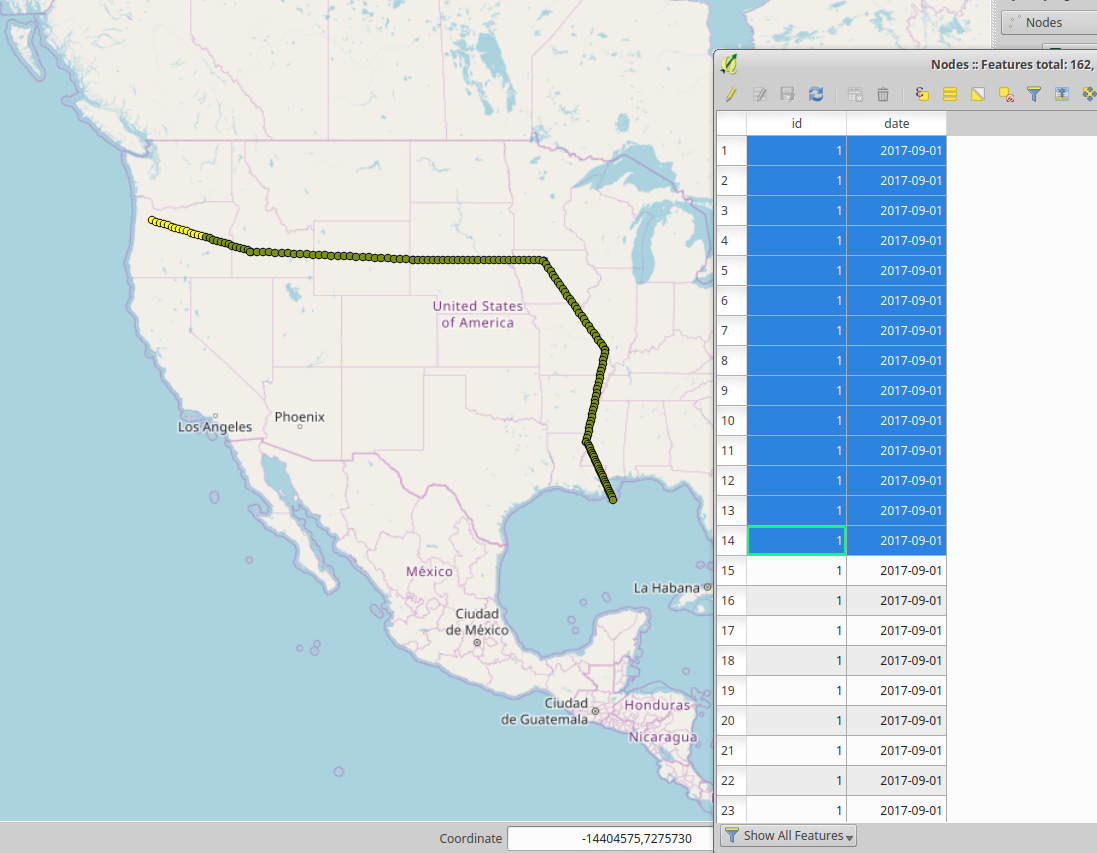 Nodes
Nodes :: Features total: 162,
id date
1 1 2017-09-01
2 1 2017-09-01
3 1 2017-09-01
4 1 2017-09-01
5 1 2017-09-01
6 1 2017-09-01
7 1 2017-09-01
8 1 2017-09-01
9 1 2017-09-01
10 1 2017-09-01
11 1 2017-09-01
12 1 2017-09-01
13 1 2017-09-01
14 1 2017-09-01
15 1 2017-09-01
16 1 2017-09-01
17 1 2017-09-01
18 1 2017-09-01
19 1 2017-09-01
20 1 2017-09-01
21 1 2017-09-01
22 1 2017-09-01
23 1 2017-09-01
Show All Features
United States
of America
Los Angeles
Phoenix
México
La Habana
Ciudad
de México
Ciudad
de Guatemala
Honduras
Nicaragua
Coordinate -14404575,7275730